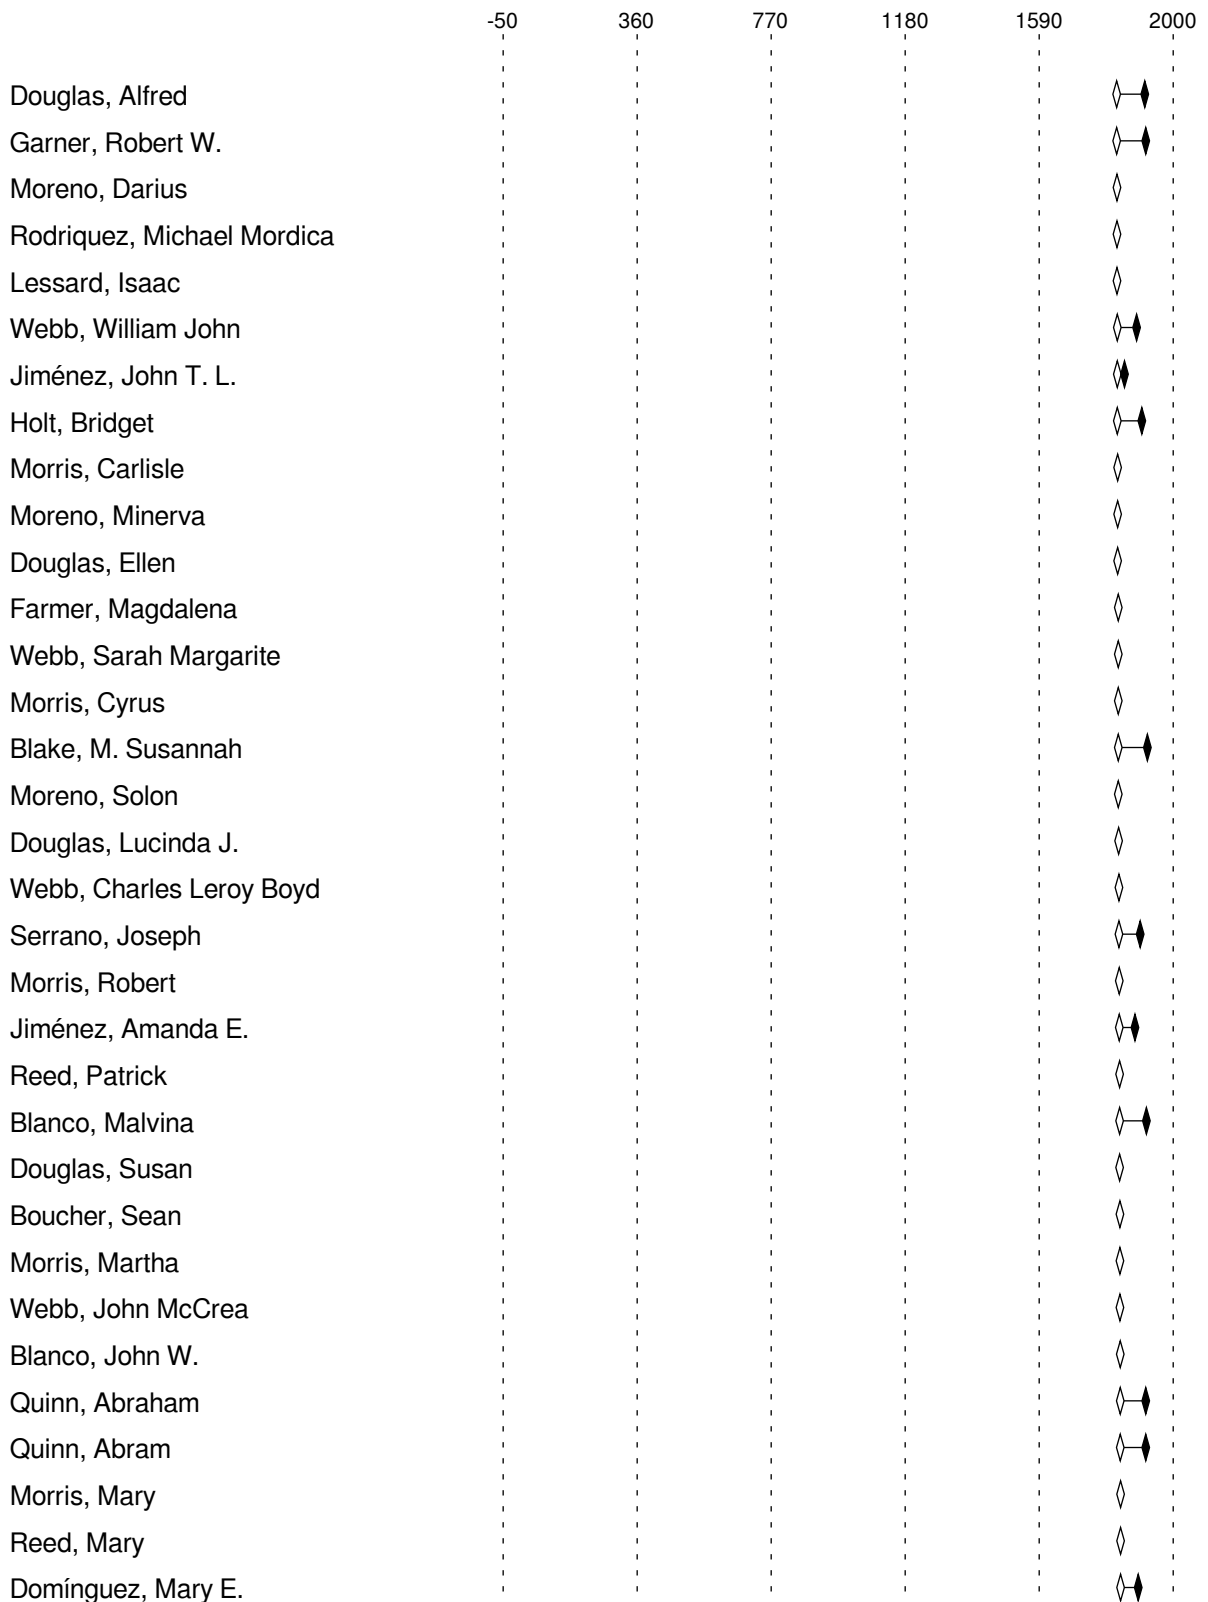 -50 360 770 1180 1590 2000
Douglas, Alfred
Garner, Robert W.
Moreno, Darius
Rodriquez, Michael Mordica
Lessard, Isaac
Webb, William John
Jiménez, John T. L.
Holt, Bridget
Morris, Carlisle
Moreno, Minerva
Douglas, Ellen
Farmer, Magdalena
Webb, Sarah Margarite
Morris, Cyrus
Blake, M. Susannah
Moreno, Solon
Douglas, Lucinda J.
Webb, Charles Leroy Boyd
Serrano, Joseph
Morris, Robert
Jiménez, Amanda E.
Reed, Patrick
Blanco, Malvina
Douglas, Susan
Boucher, Sean
Morris, Martha
Webb, John McCrea
Blanco, John W.
Quinn, Abraham
Quinn, Abram
Morris, Mary
Reed, Mary
Domínguez, Mary E.